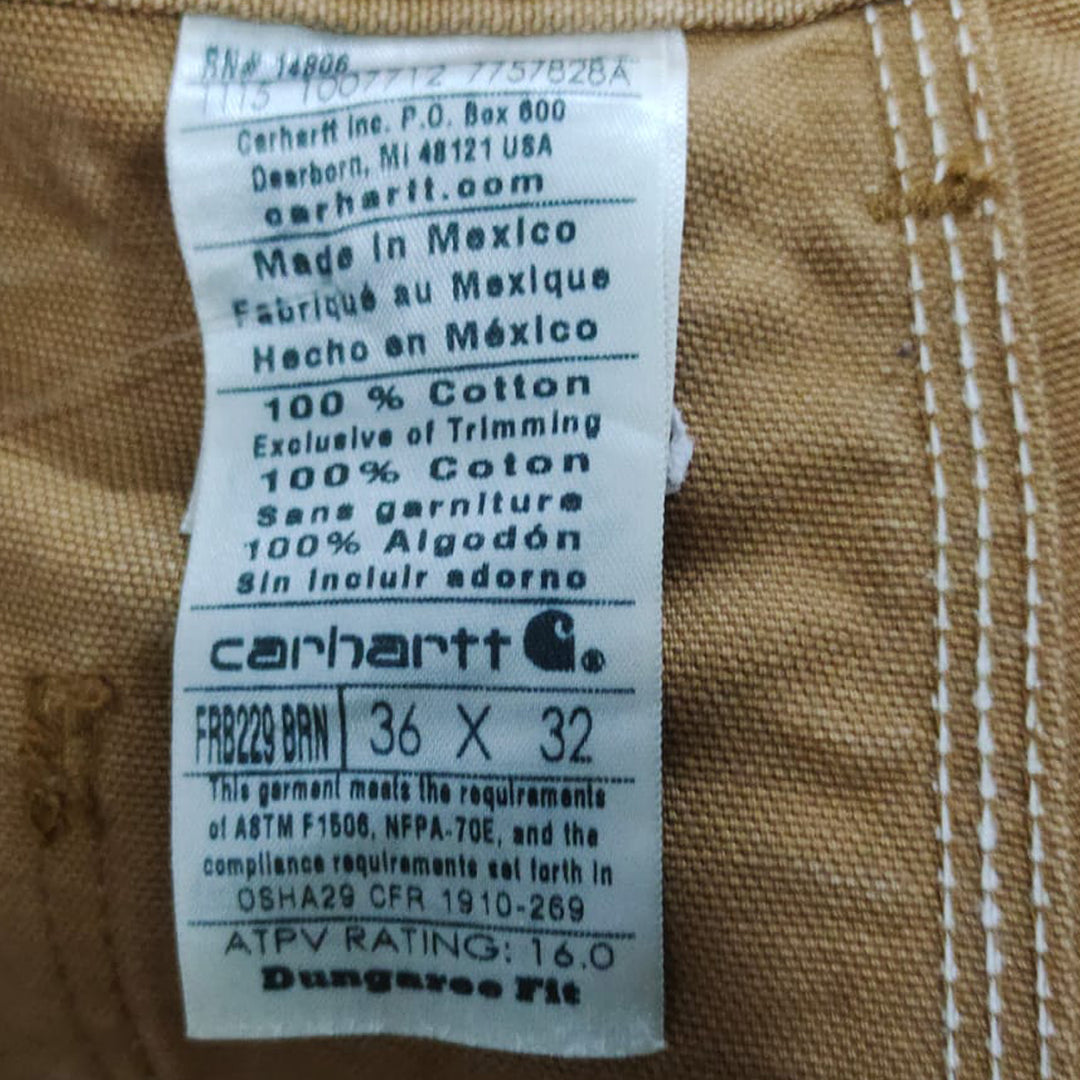 RN# 14806
1115 1007712 7757828A
Carhartt Inc. P.O. Box 600
Dearborn, MI 48121 USA
carhartt.com
Made in Mexico
Fabriqué au Mexique
Hecho en México
100 % Cotton
Exclusive of Trimming
100% Coton
Sans garniture
100% Algodón
Sin incluir adorno
carhartt ®
FRB229 BRN 36 X 32
This garment meets the requirements
of ASTM F1506, NFPA-70E, and the
compliance requirements set forth in
OSHA29 CFR 1910-269
ATPV RATING: 16.0
Dungaree Fit